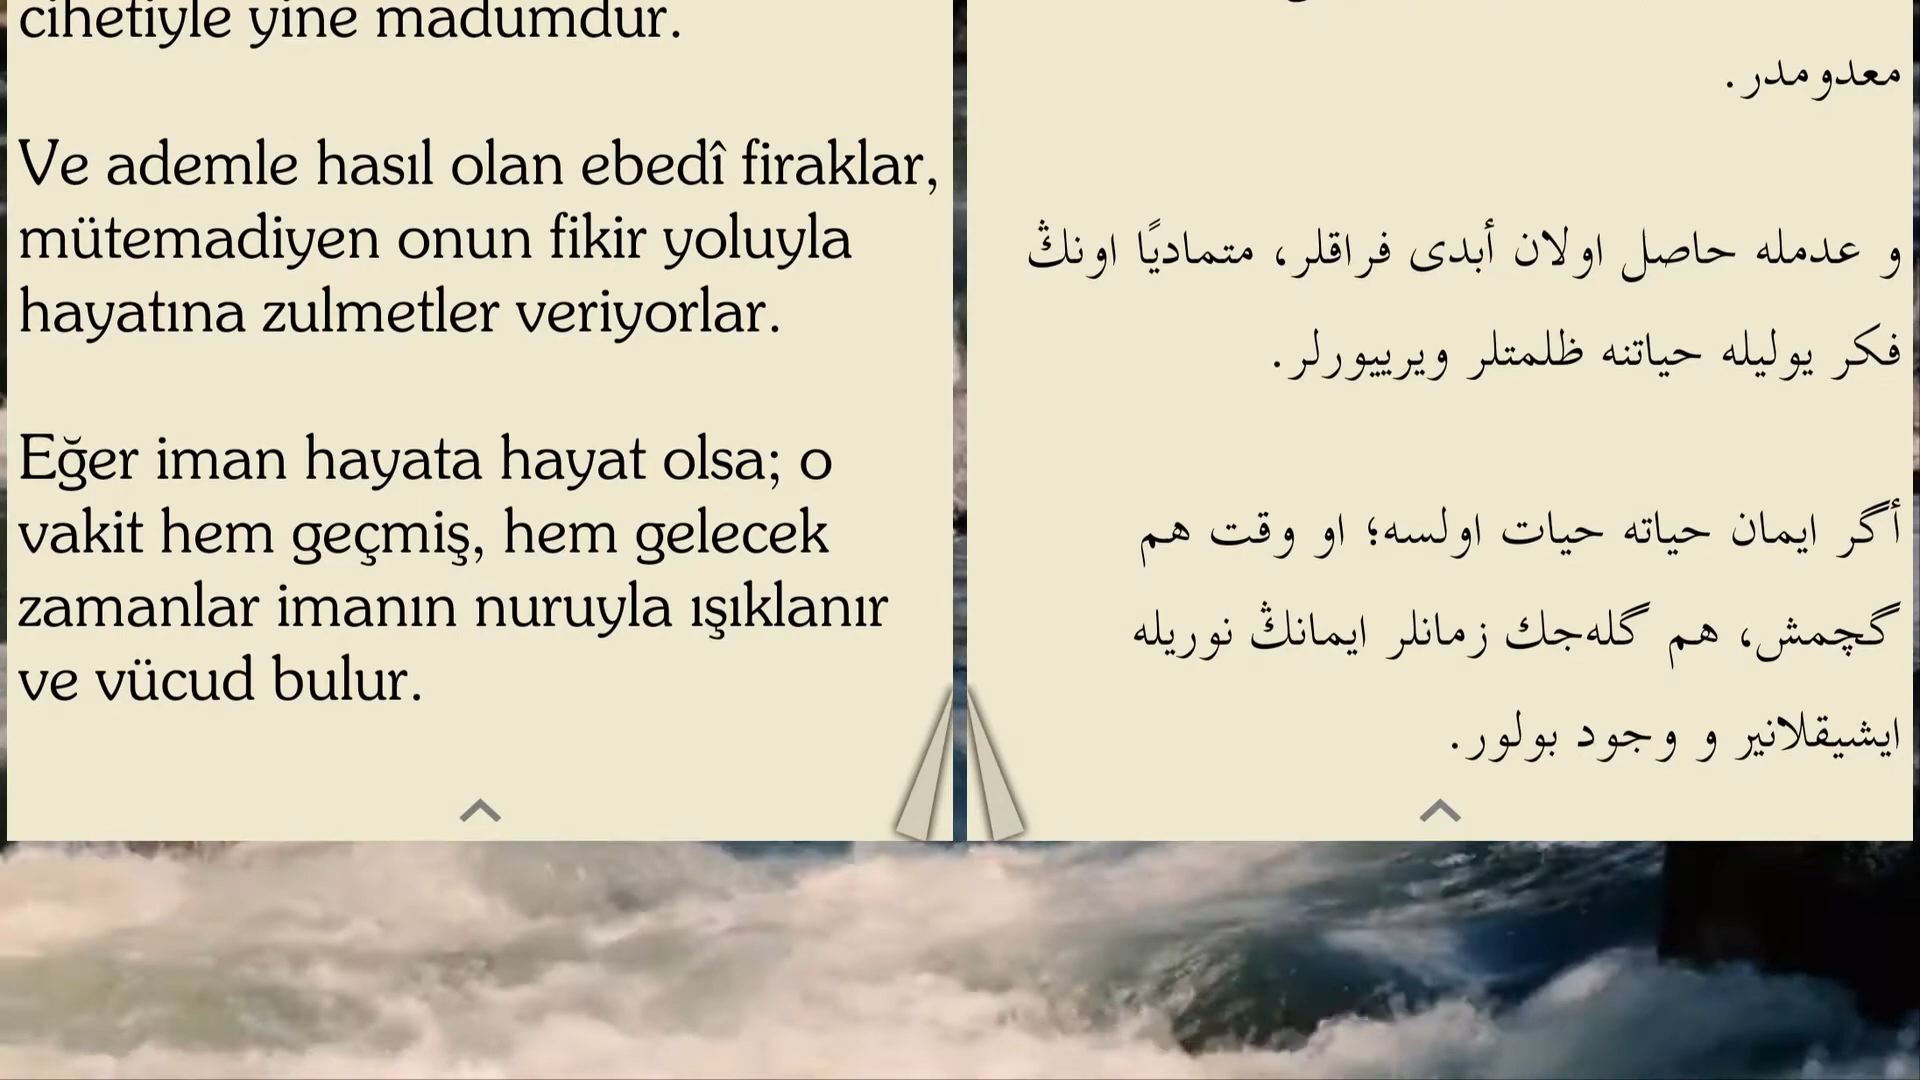 cihetiyle yine madumdur.
Ve ademle hasıl olan ebedî firaklar,
mütemadiyen onun fikir yoluyla
hayatına zulmetler veriyorlar.
Eğer iman hayata hayat olsa; o
vakit hem geçmiş, hem gelecek
zamanlar imanın nuruyla ışıklanır
ve vücud bulur.
معدومدر.
و عدمله حاصل اولان أبدی فراقلر، متماديًا اونڭ
فكر يوليله حياتنه ظلمتلر ويرييورلر.
أگر ايمان حياته حيات اولسه؛ او وقت هم
گچمش، هم گله‌جك زمانلر ايمانڭ نوريله
ايشيقلانير و وجود بولور.